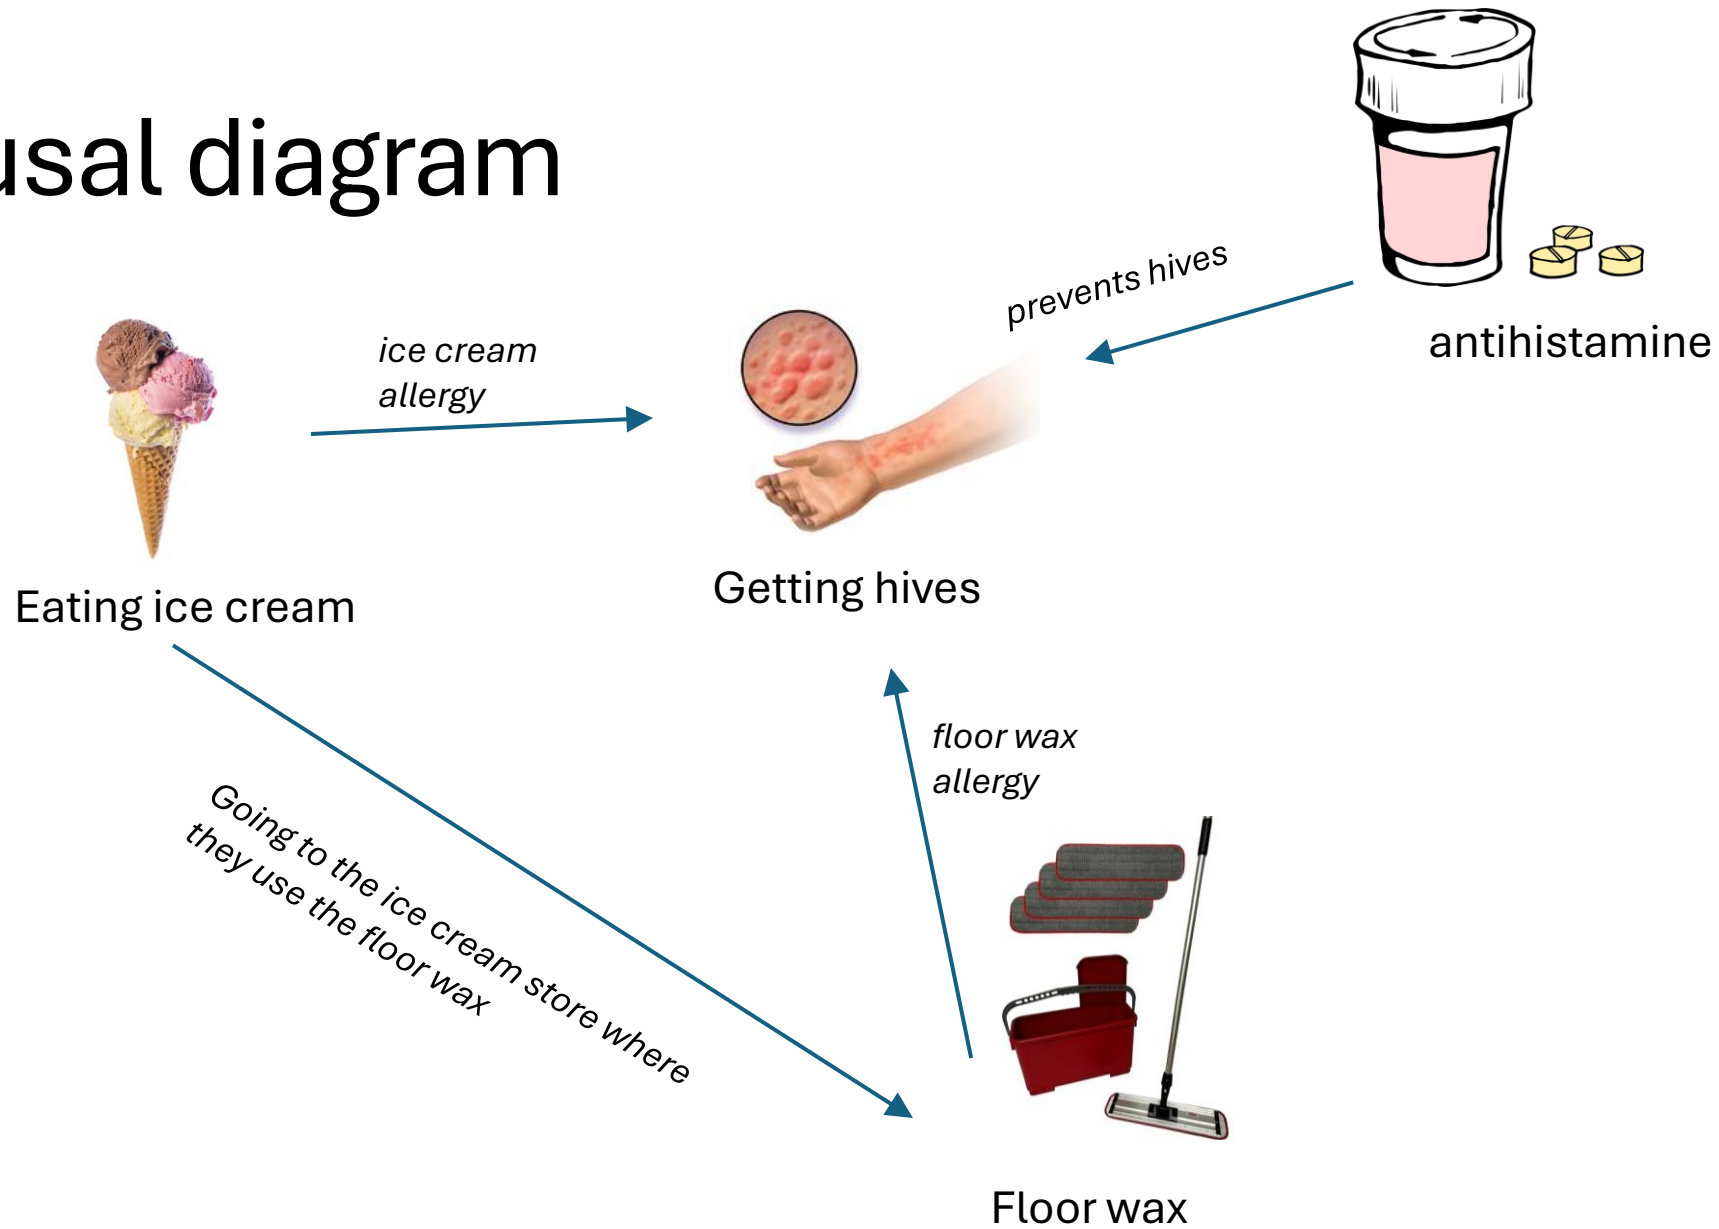 usal diagram
prevents hives
antihistamine
ice cream
allergy
Eating ice cream
Getting hives
floor wax
allergy
Going to the ice cream store where
they use the floor wax
Floor wax